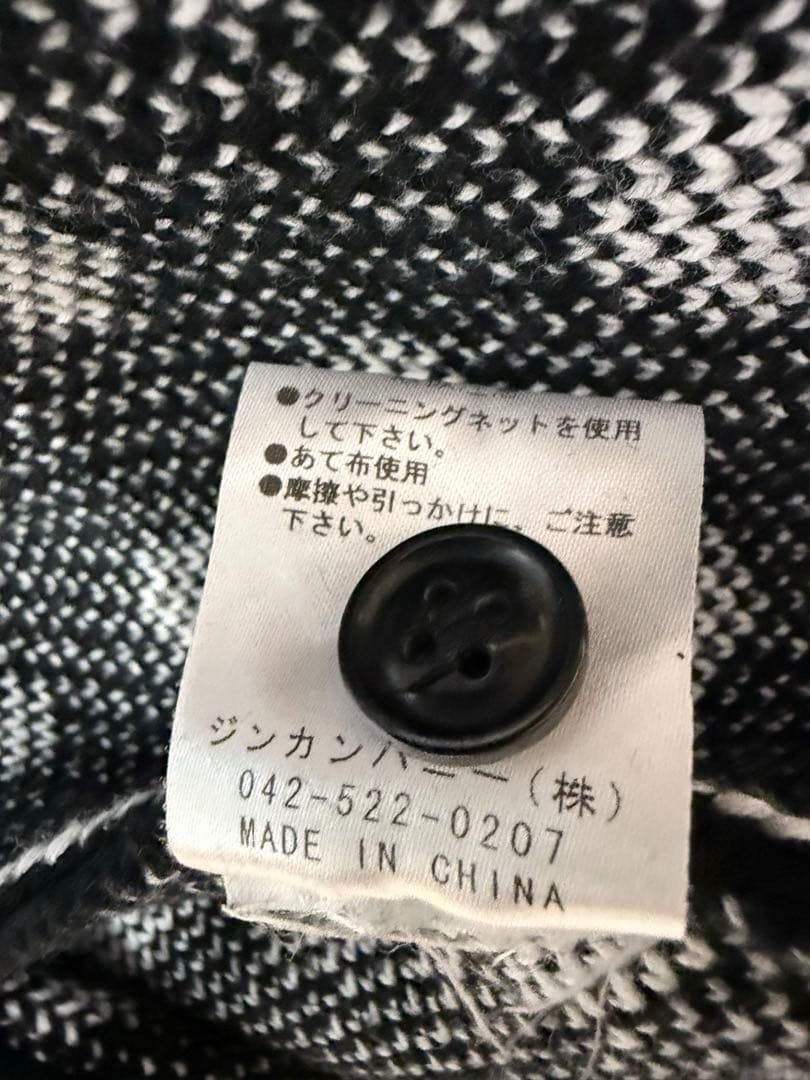 ●クリーニングネットを使用
して下さい。
●あて布使用
●摩擦や引っかけに、ご注意
下さい。
ジンカンパニー(株)
042-522-0207
MADE IN CHINA